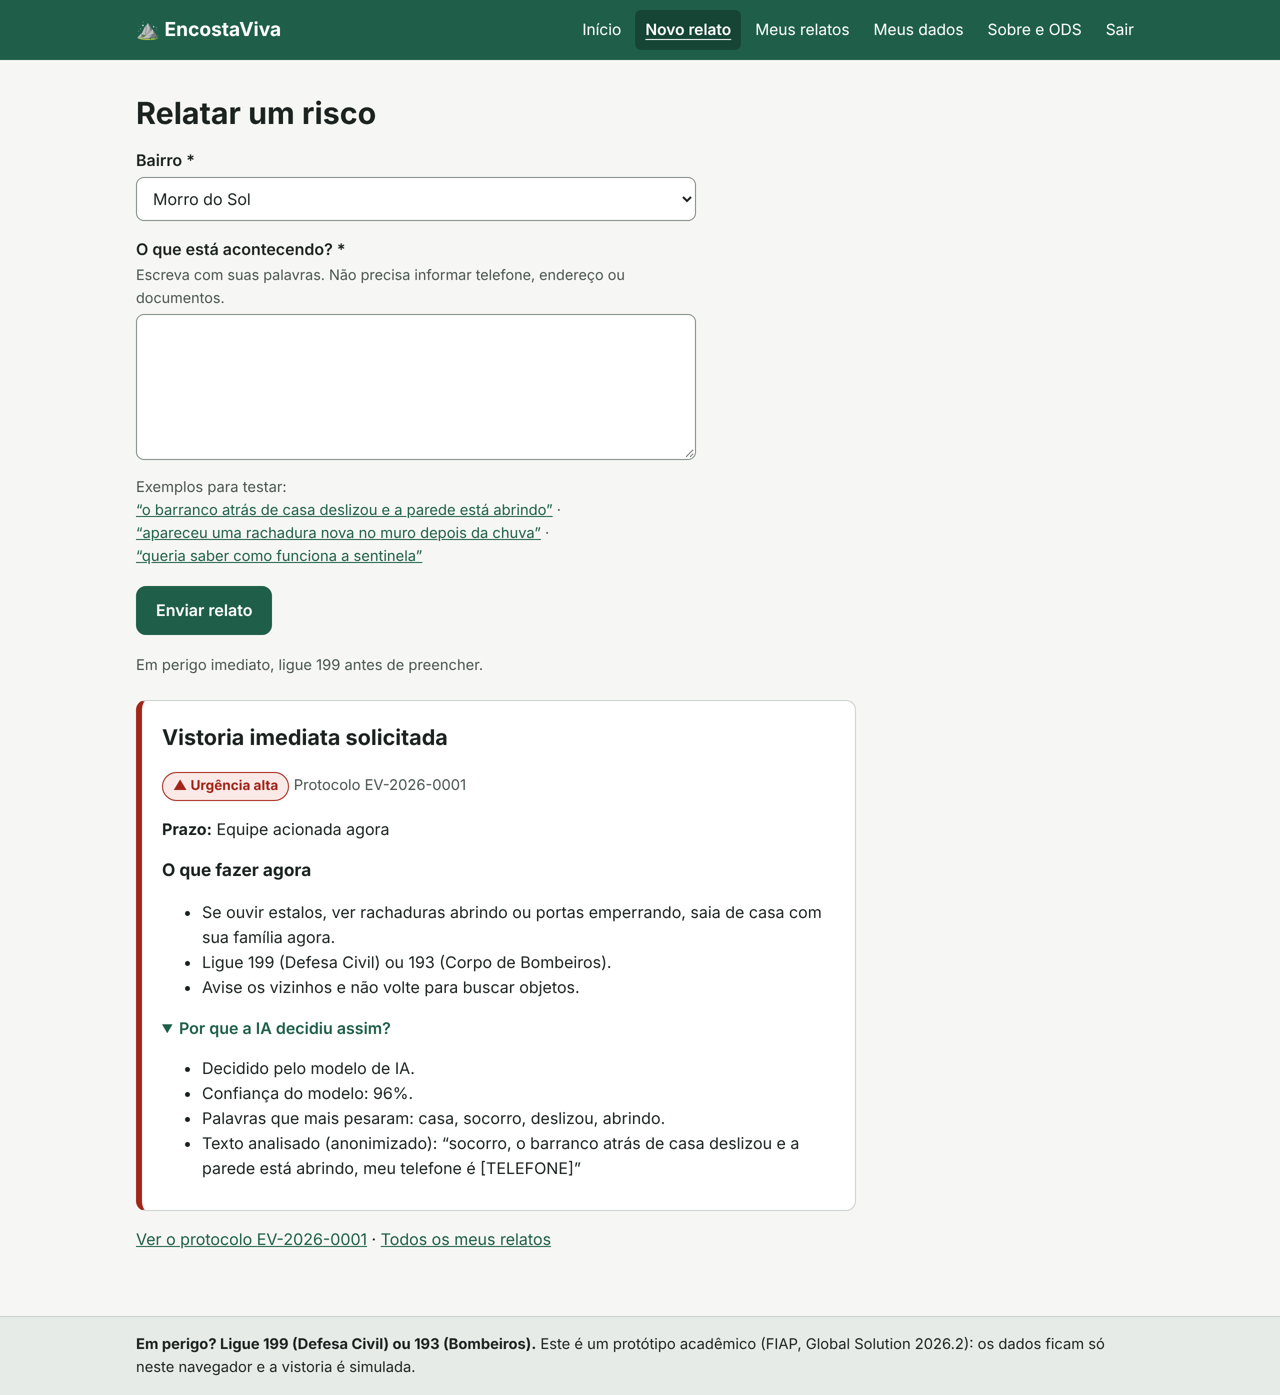 EncostaViva
Início
Novo relato
Meus relatos
Meus dados
Sobre e ODS
Sair
Relatar um risco
Bairro *
Morro do Sol
O que está acontecendo? *
Escreva com suas palavras. Não precisa informar telefone, endereço ou
documentos.
Exemplos para testar:
“o barranco atrás de casa deslizou e a parede está abrindo” ·
“apareceu uma rachadura nova no muro depois da chuva” ·
“queria saber como funciona a sentinela”
Enviar relato
Em perigo imediato, ligue 199 antes de preencher.
Vistoria imediata solicitada
▲ Urgência alta Protocolo EV-2026-0001
Prazo: Equipe acionada agora
O que fazer agora
• Se ouvir estalos, ver rachaduras abrindo ou portas emperrando, saia de casa com
sua família agora.
• Ligue 199 (Defesa Civil) ou 193 (Corpo de Bombeiros).
• Avise os vizinhos e não volte para buscar objetos.
▼ Por que a IA decidiu assim?
• Decidido pelo modelo de IA.
• Confiança do modelo: 96%.
• Palavras que mais pesaram: casa, socorro, deslizou, abrindo.
• Texto analisado (anonimizado): “socorro, o barranco atrás de casa deslizou e a
parede está abrindo, meu telefone é [TELEFONE]”
Ver o protocolo EV-2026-0001 · Todos os meus relatos
Em perigo? Ligue 199 (Defesa Civil) ou 193 (Bombeiros). Este é um protótipo acadêmico (FIAP, Global Solution 2026.2): os dados ficam só
neste navegador e a vistoria é simulada.